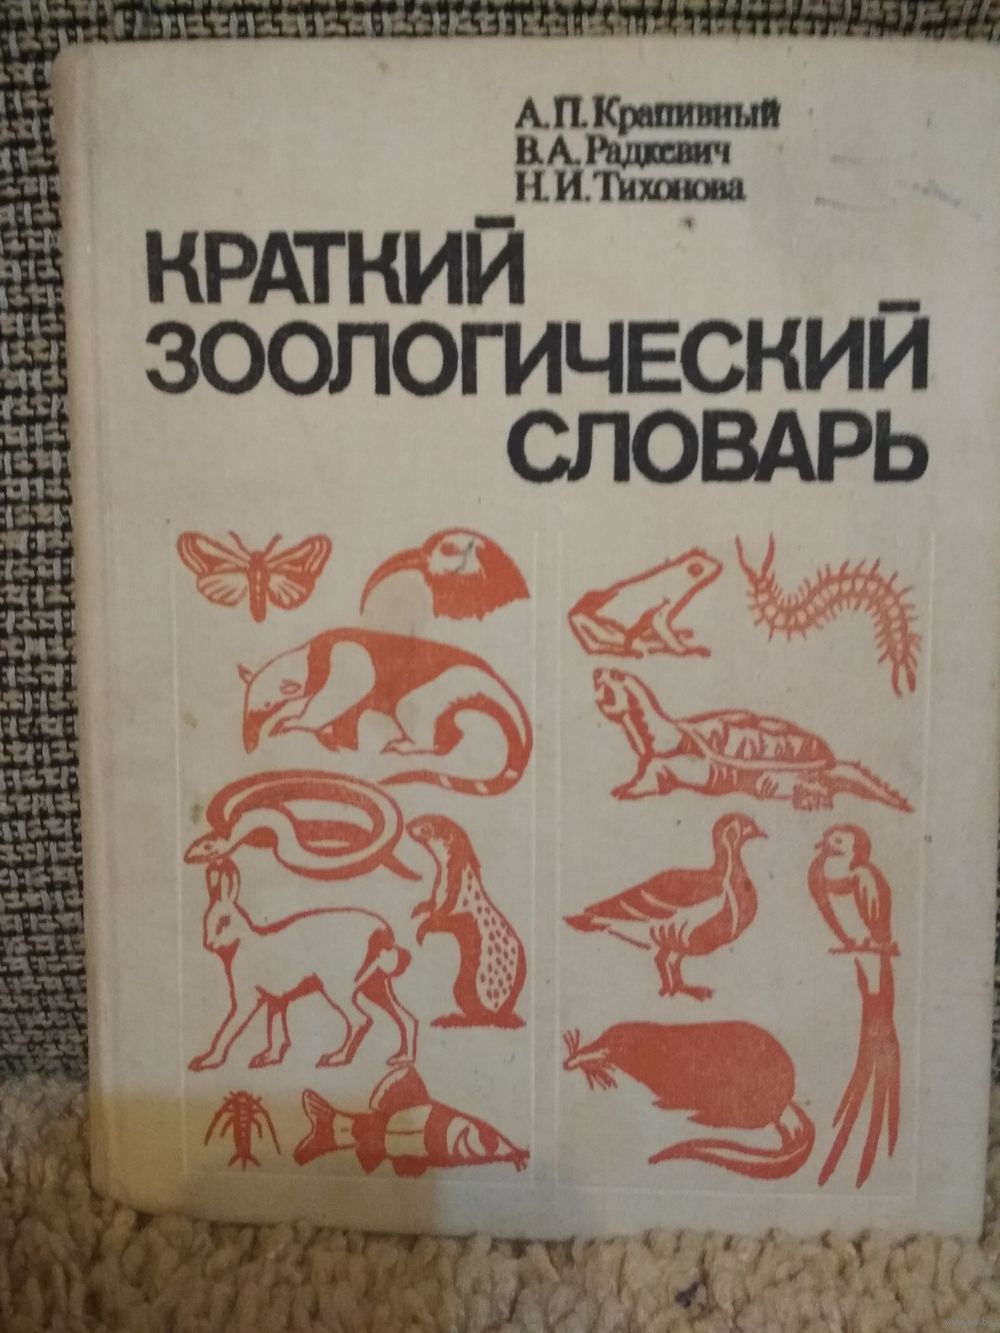 А. П. Крапивный
В. А. Радкевич
Н. И. Тихонова
КРАТКИЙ
ЗООЛОГИЧЕСКИЙ
СЛОВАРЬ